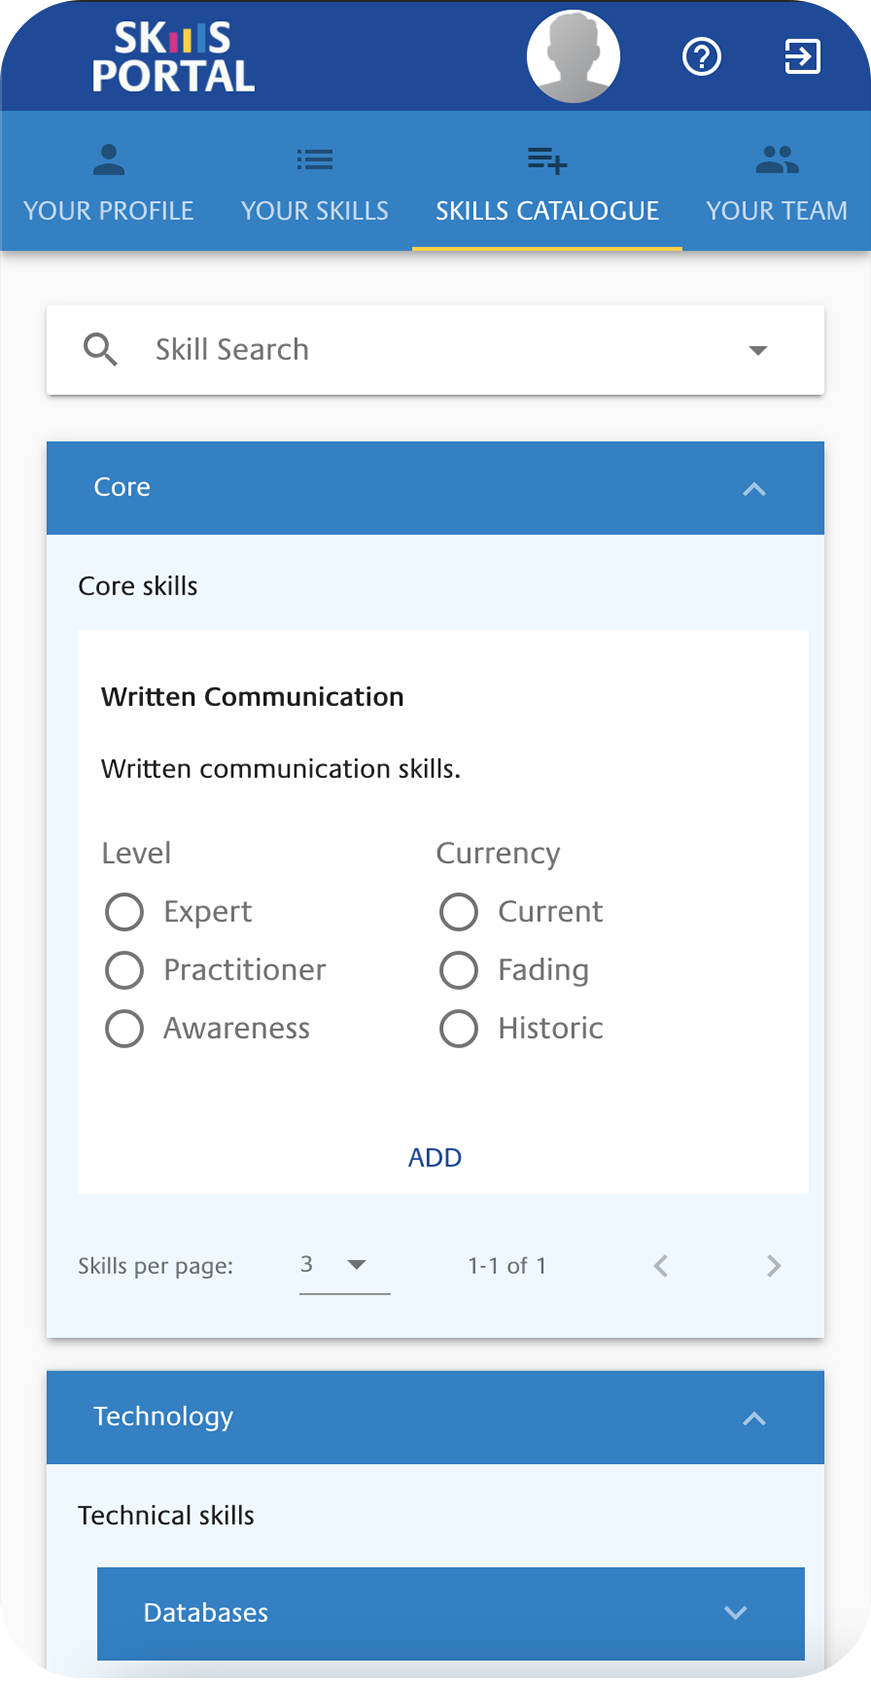 SKillS
PORTAL
YOUR PROFILE
YOUR SKILLS
SKILLS CATALOGUE
YOUR TEAM
Skill Search
Core
Core skills
Written Communication
Written communication skills.
Level
Currency
Expert
Current
Practitioner
Fading
Awareness
Historic
ADD
Skills per page: 3 1-1 of 1
Technology
Technical skills
Databases